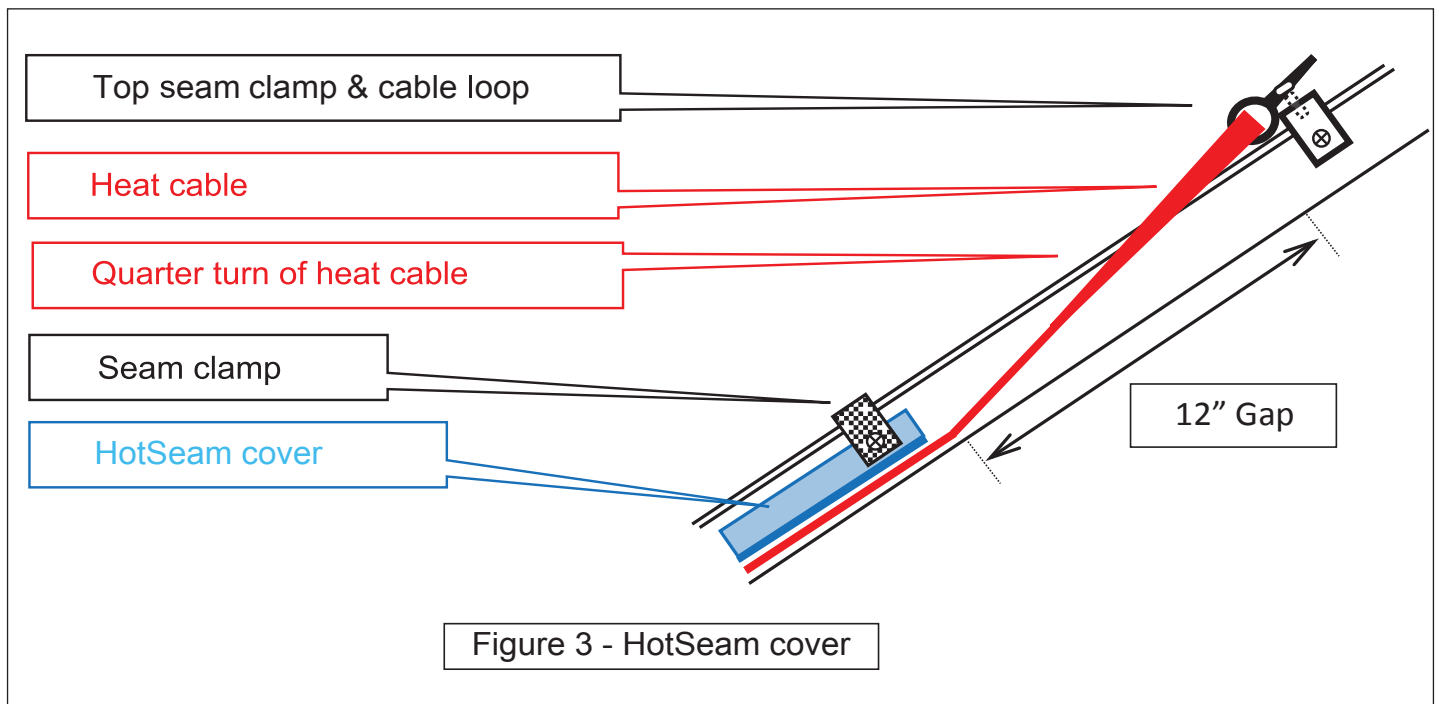 Top seam clamp & cable loop
Heat cable
Quarter turn of heat cable
Seam clamp
HotSeam cover
12” Gap
Figure 3 - HotSeam cover